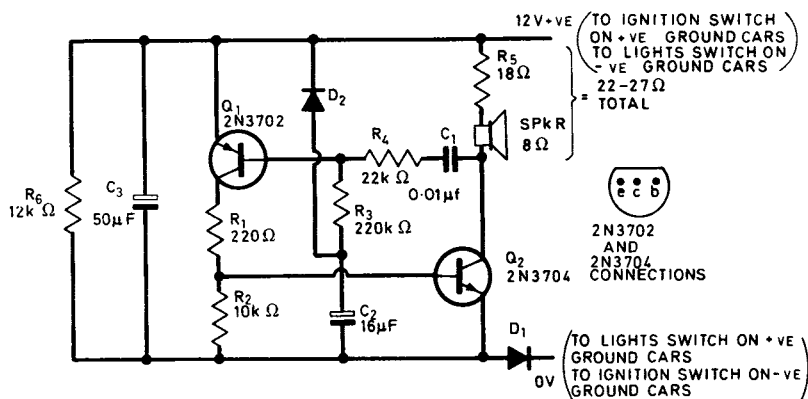 12V+VE (TO IGNITION SWITCH
ON +VE GROUND CARS
TO LIGHTS SWITCH ON
-VE GROUND CARS)
R5
18Ω
= 22-27Ω
TOTAL
SPKR
8Ω
Q1
2N3702
D2
R4
22k Ω
C1
0·01µf
R6
12k Ω
C3
50µF
R1
220Ω
R3
220kΩ
R2
10k Ω
C2
16µF
Q2
2N3704
e c b
2N3702
AND
2N3704
CONNECTIONS
D1
0V
(TO LIGHTS SWITCH ON +VE
GROUND CARS
TO IGNITION SWITCH ON-VE
GROUND CARS)